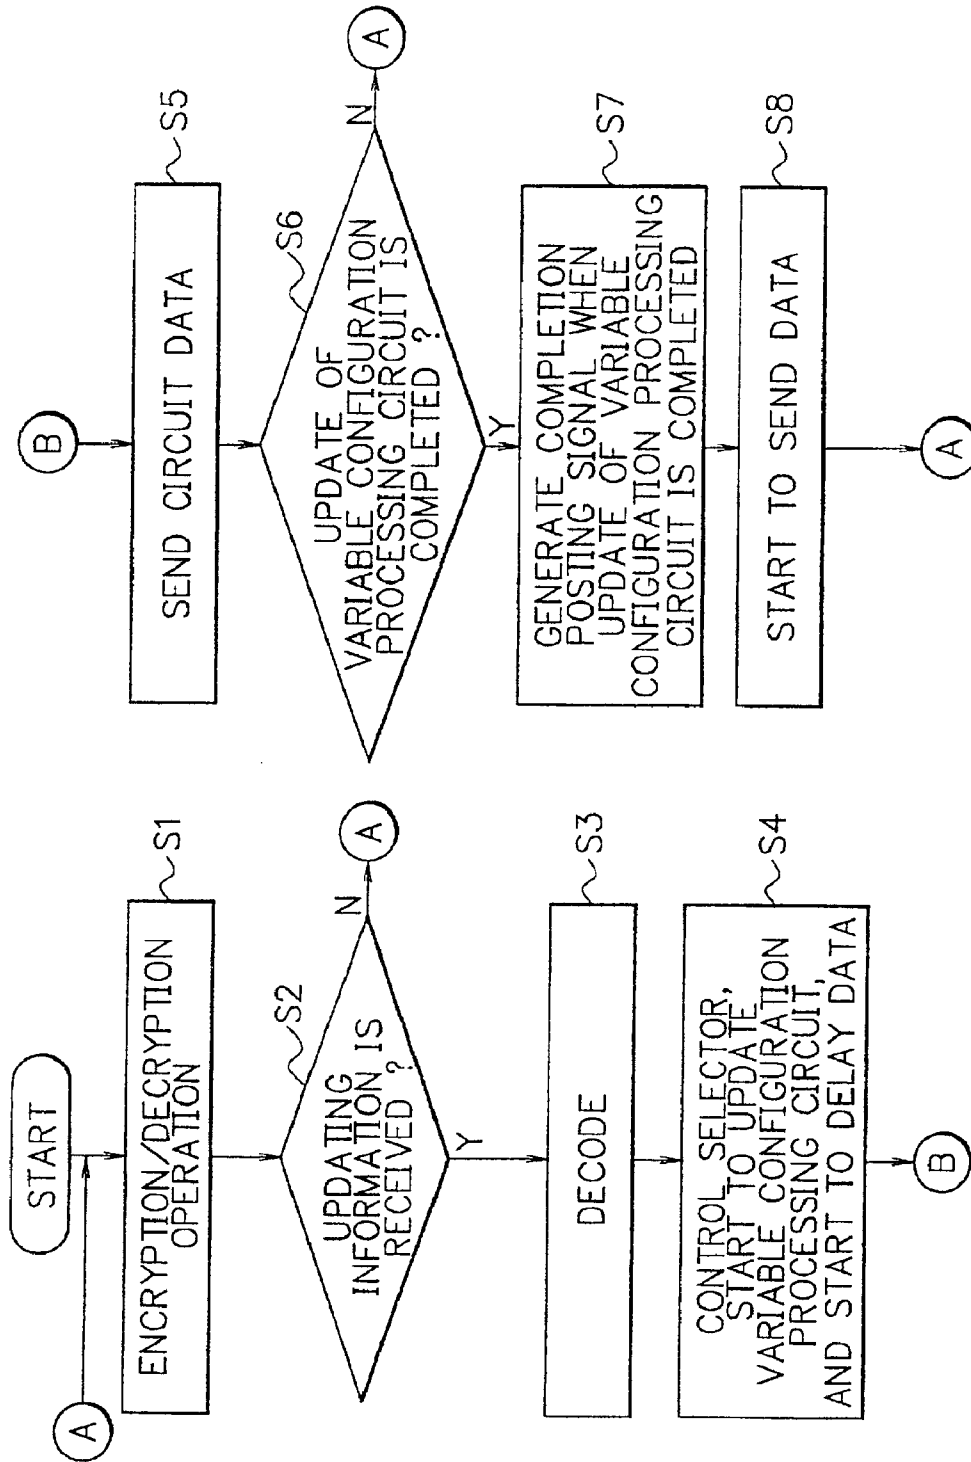 START
A
ENCRYPTION/DECRYPTION
OPERATION
S1
UPDATING
INFORMATION IS
RECEIVED ?
S2
N
A
Y
DECODE
S3
CONTROL SELECTOR,
START TO UPDATE
VARIABLE CONFIGURATION
PROCESSING CIRCUIT,
AND START TO DELAY DATA
S4
B
B
SEND CIRCUIT DATA
S5
UPDATE OF
VARIABLE CONFIGURATION
PROCESSING CIRCUIT IS
COMPLETED ?
S6
N
A
Y
GENERATE COMPLETION
POSTING SIGNAL WHEN
UPDATE OF VARIABLE
CONFIGURATION PROCESSING
CIRCUIT IS COMPLETED
S7
START TO SEND DATA
S8
A